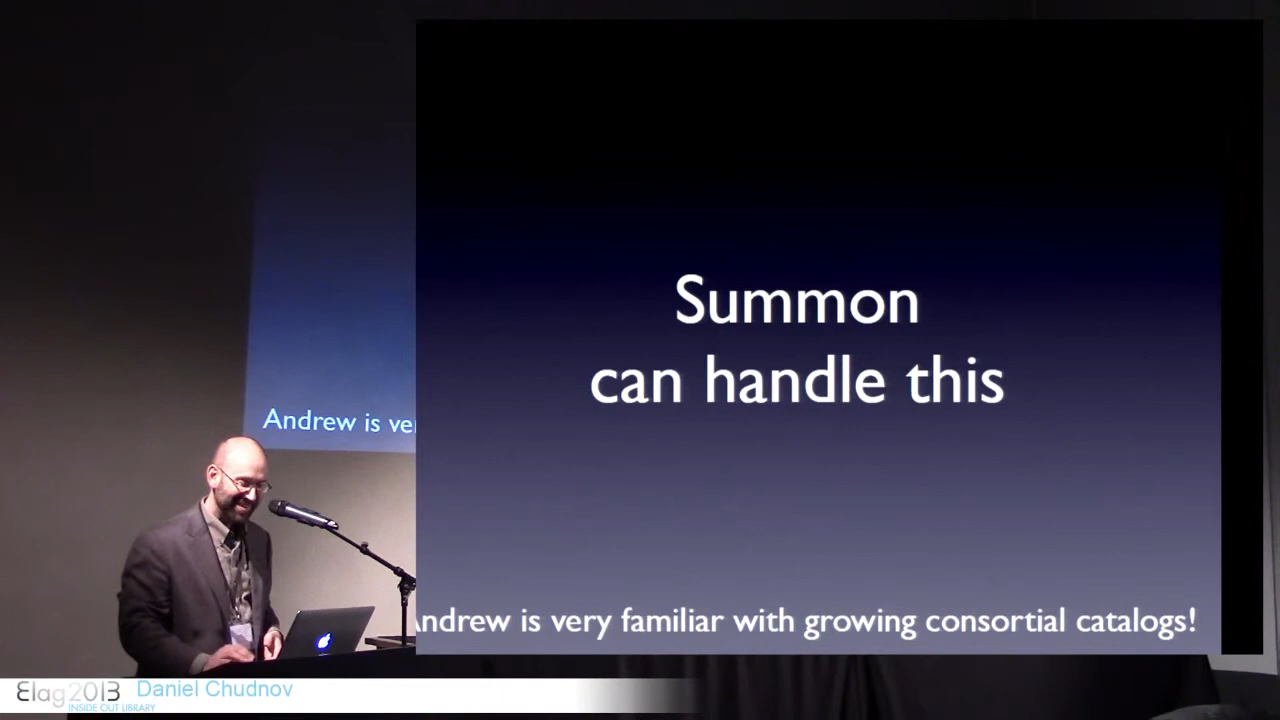 Summon
can handle this
Andrew is ve
Andrew is very familiar with growing consortial catalogs!
Elag2013
INSIDE OUT LIBRARY
Daniel Chudnov